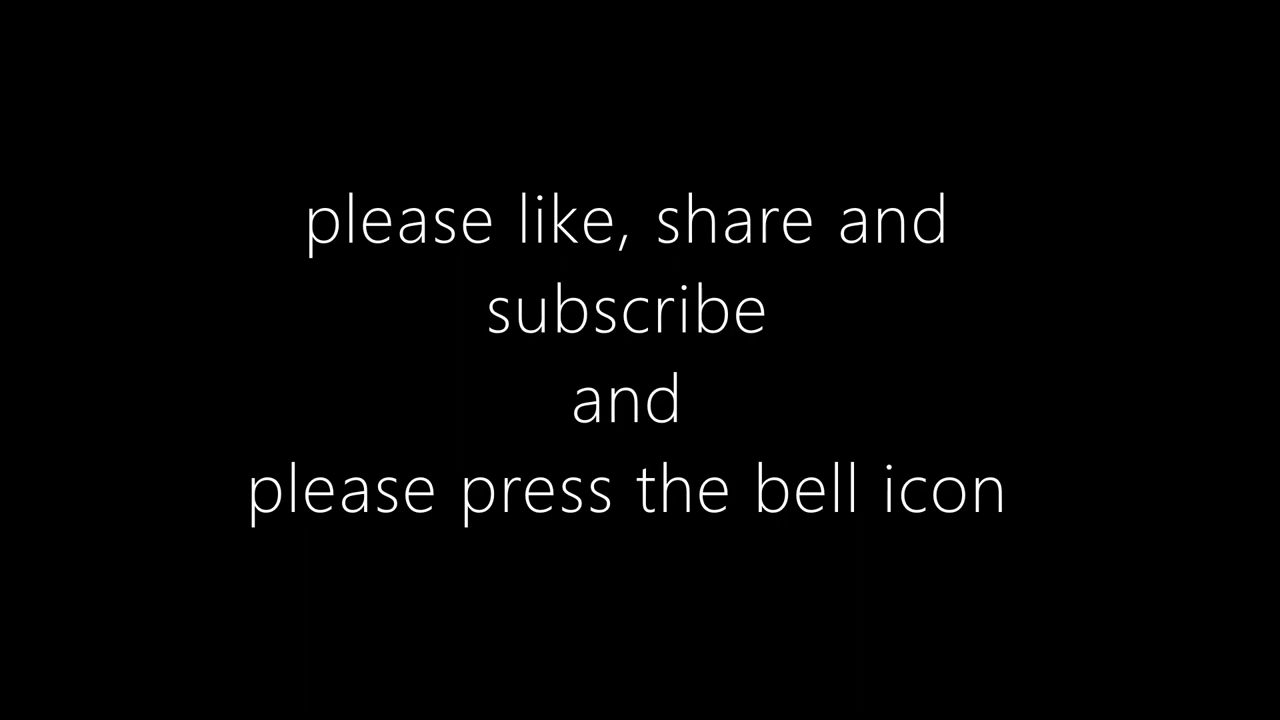 please like, share and
subscribe
and
please press the bell icon